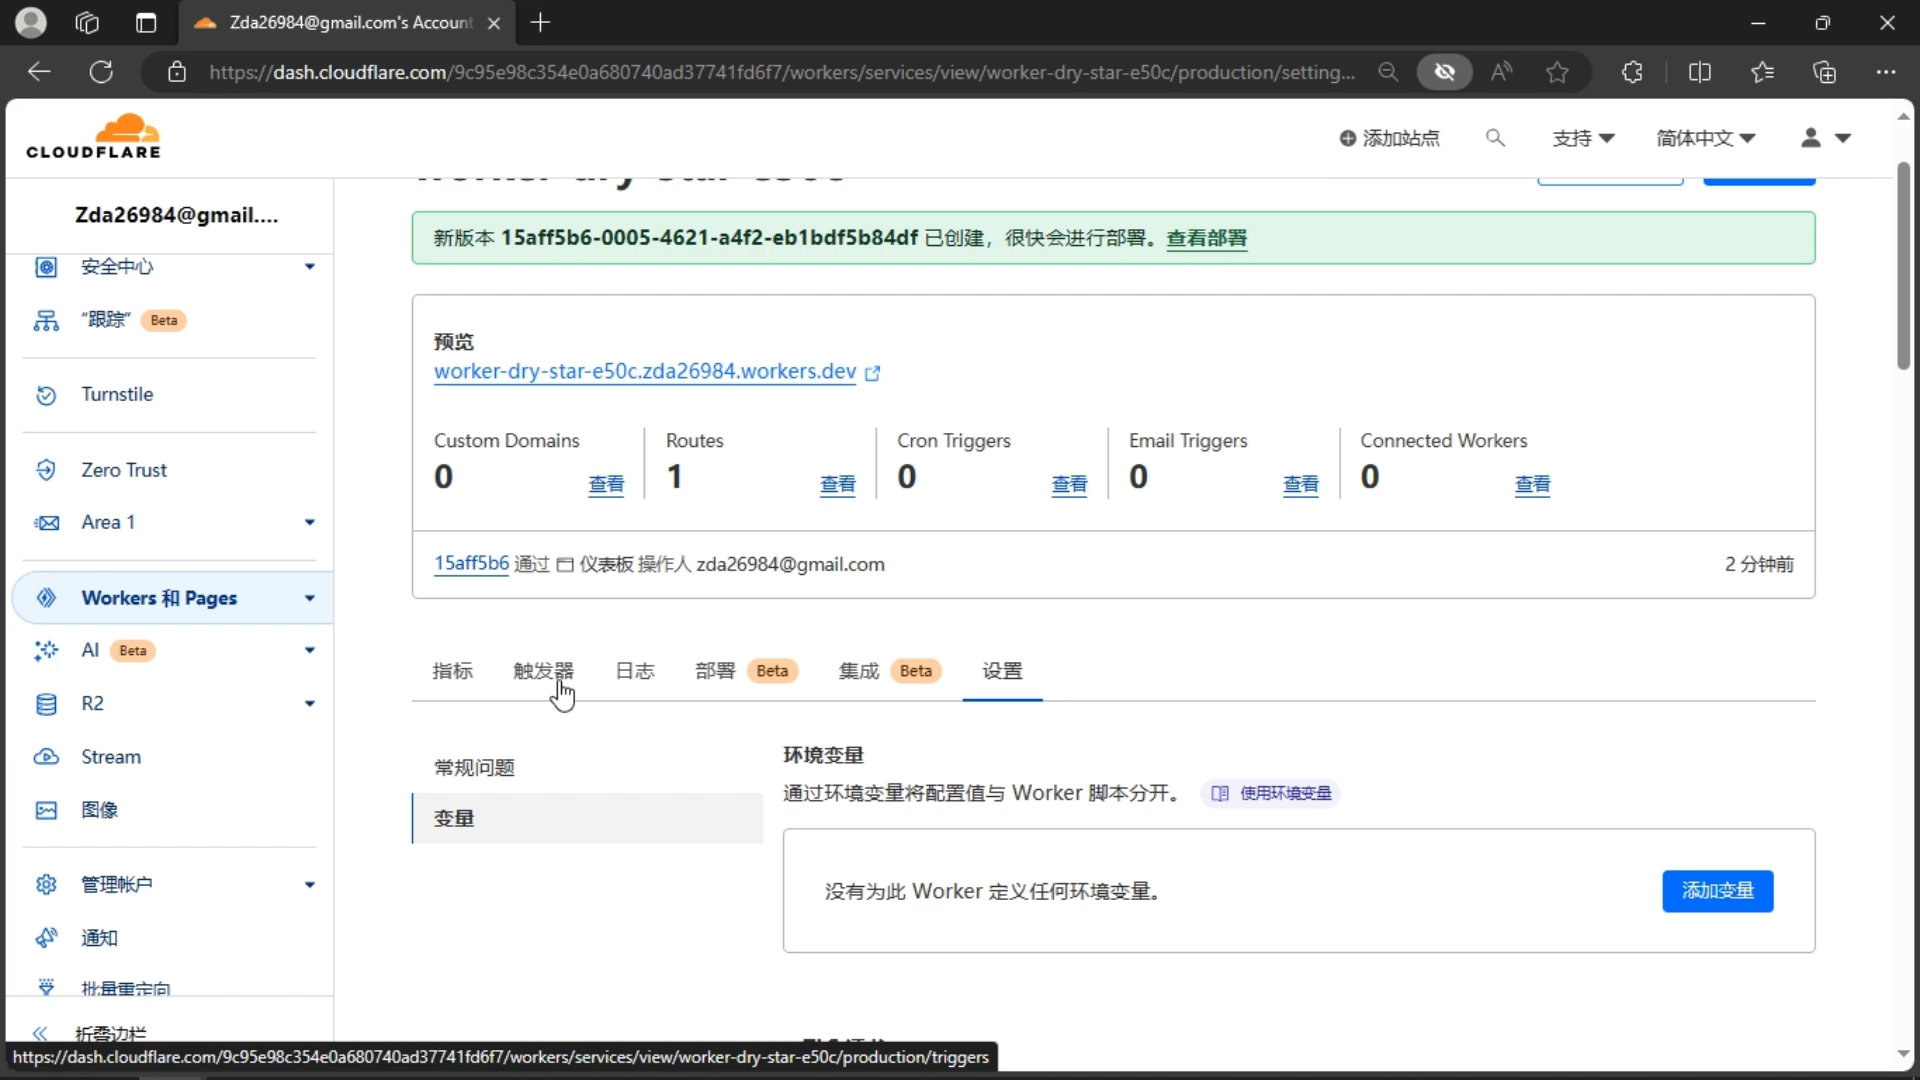 Zda26984@gmail.com's Account
https://dash.cloudflare.com/9c95e98c354e0a680740ad37741fd6f7/workers/services/view/worker-dry-star-e50c/production/setting...
CLOUDFLARE
添加站点
支持
简体中文
Zda26984@gmail....
安全中心
“跟踪” Beta
Turnstile
Zero Trust
Area 1
Workers 和 Pages
AI Beta
R2
Stream
图像
管理帐户
通知
批量重定向
折叠边栏
worker-dry-star-e50c
新版本 15aff5b6-0005-4621-a4f2-eb1bdf5b84df 已创建，很快会进行部署。查看部署
预览
worker-dry-star-e50c.zda26984.workers.dev
Custom Domains
0
查看
Routes
1
查看
Cron Triggers
0
查看
Email Triggers
0
查看
Connected Workers
0
查看
15aff5b6 通过 仪表板 操作人 zda26984@gmail.com
2 分钟前
指标 触发器 日志 部署 Beta 集成 Beta 设置
常规问题
变量
环境变量
通过环境变量将配置值与 Worker 脚本分开。 使用环境变量
没有为此 Worker 定义任何环境变量。
添加变量
https://dash.cloudflare.com/9c95e98c354e0a680740ad37741fd6f7/workers/services/view/worker-dry-star-e50c/production/triggers